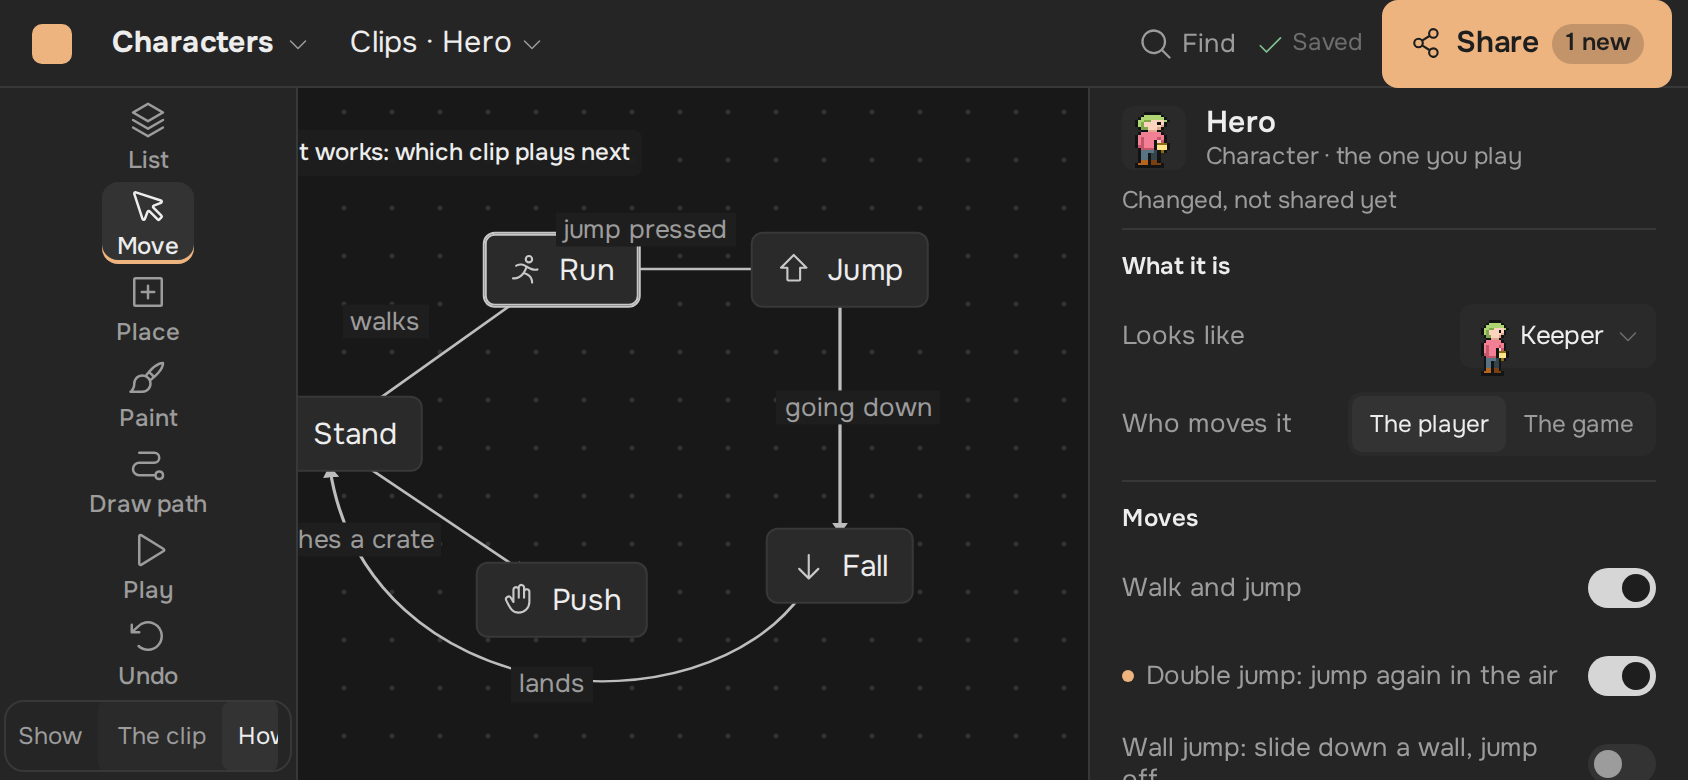 Characters
Clips · Hero
Find
Saved
Share
1 new
List
Move
Place
Paint
Draw path
Play
Undo
Show
The clip
How
t works: which clip plays next
jump pressed
Run
Jump
walks
going down
Stand
hes a crate
Push
Fall
lands
Hero
Character · the one you play
Changed, not shared yet
What it is
Looks like
Keeper
Who moves it
The player
The game
Moves
Walk and jump
Double jump: jump again in the air
Wall jump: slide down a wall, jump
off